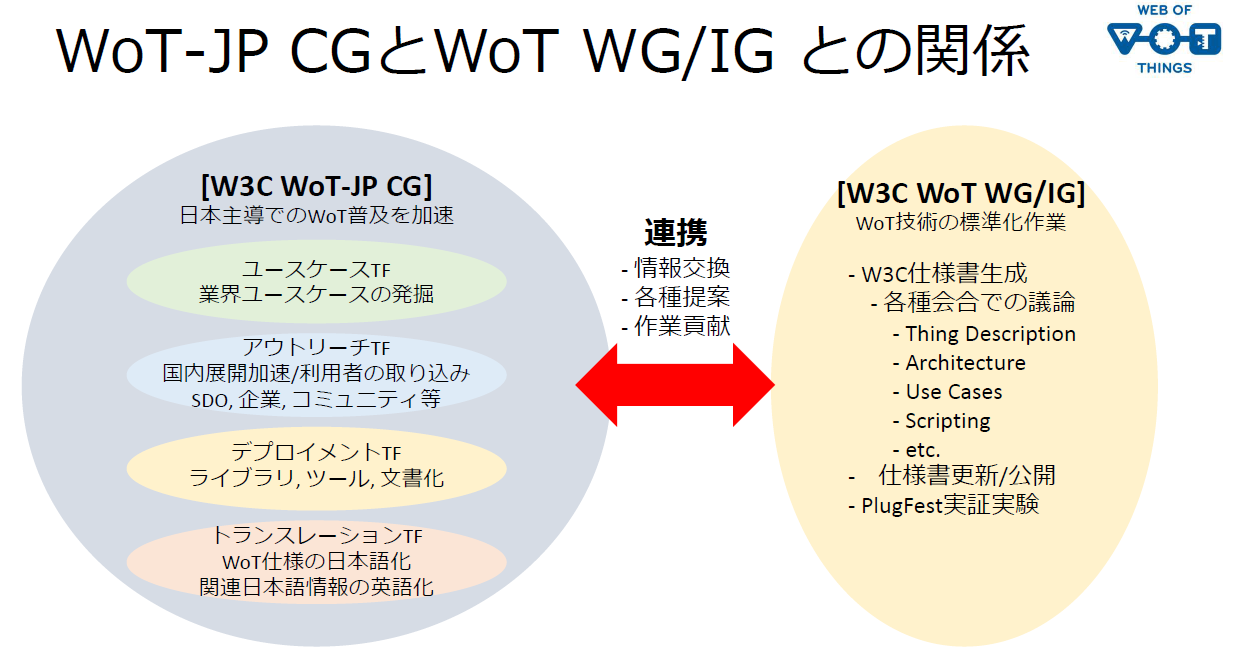 WoT-JP CGとWoT WG/IG との関係
WEB OF
WOT
THINGS
[W3C WoT-JP CG]
日本主導でのWoT普及を加速
ユースケースTF
業界ユースケースの発掘
アウトリーチTF
国内展開加速/利用者の取り込み
SDO, 企業, コミュニティ等
デプロイメントTF
ライブラリ, ツール, 文書化
トランスレーションTF
WoT仕様の日本語化
関連日本語情報の英語化
連携
- 情報交換
- 各種提案
- 作業貢献
[W3C WoT WG/IG]
WoT技術の標準化作業
- W3C仕様書生成
- 各種会合での議論
- Thing Description
- Architecture
- Use Cases
- Scripting
- etc.
- 仕様書更新/公開
- PlugFest実証実験